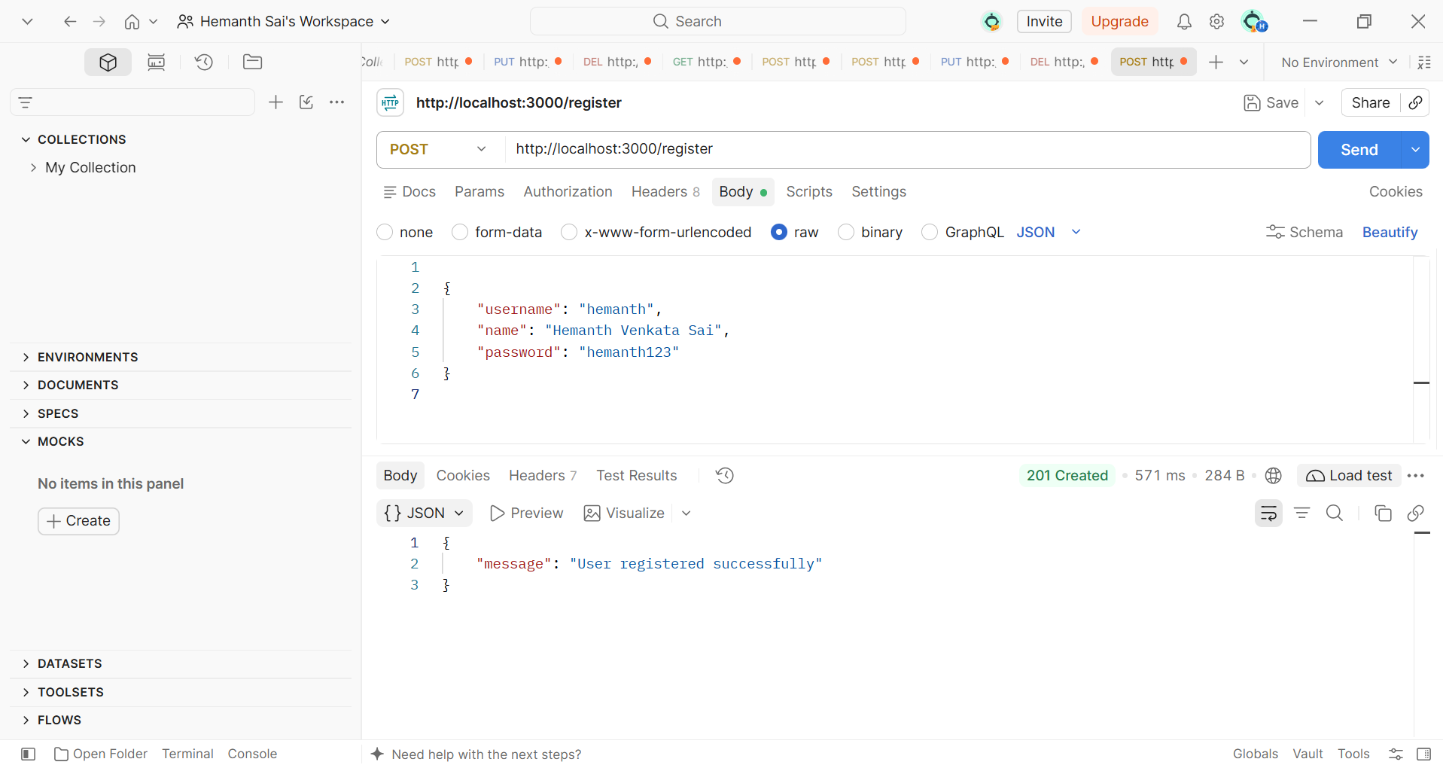 Hemanth Sai's Workspace
Search
Invite
Upgrade
POST http
PUT http:
DEL http:
GET http:
POST http
POST http
PUT http:
DEL http:
POST http
No Environment
COLLECTIONS
My Collection
ENVIRONMENTS
DOCUMENTS
SPECS
MOCKS
No items in this panel
Create
DATASETS
TOOLSETS
FLOWS
HTTP
http://localhost:3000/register
Save
Share
POST
http://localhost:3000/register
Send
Docs
Params
Authorization
Headers 8
Body
Scripts
Settings
Cookies
none
form-data
x-www-form-urlencoded
raw
binary
GraphQL
JSON
Schema
Beautify
1
2 {
3 "username": "hemanth",
4 "name": "Hemanth Venkata Sai",
5 "password": "hemanth123"
6 }
7
Body
Cookies
Headers 7
Test Results
201 Created
571 ms
284 B
Load test
{} JSON
Preview
Visualize
1 {
2 "message": "User registered successfully"
3 }
Open Folder
Terminal
Console
Need help with the next steps?
Globals
Vault
Tools